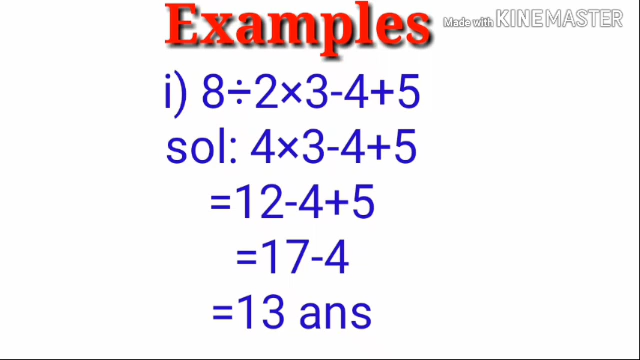 Examples
Made with KINEMASTER
i) 8÷2×3-4+5
sol: 4×3-4+5
=12-4+5
=17-4
=13 ans